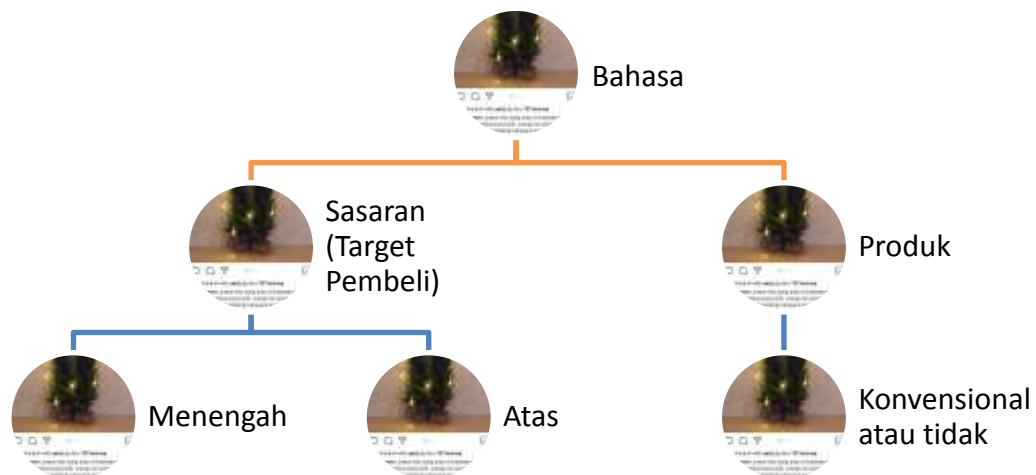 Bahasa
Sasaran
(Target
Pembeli)
Produk
Menengah
Atas
Konvensional
atau tidak